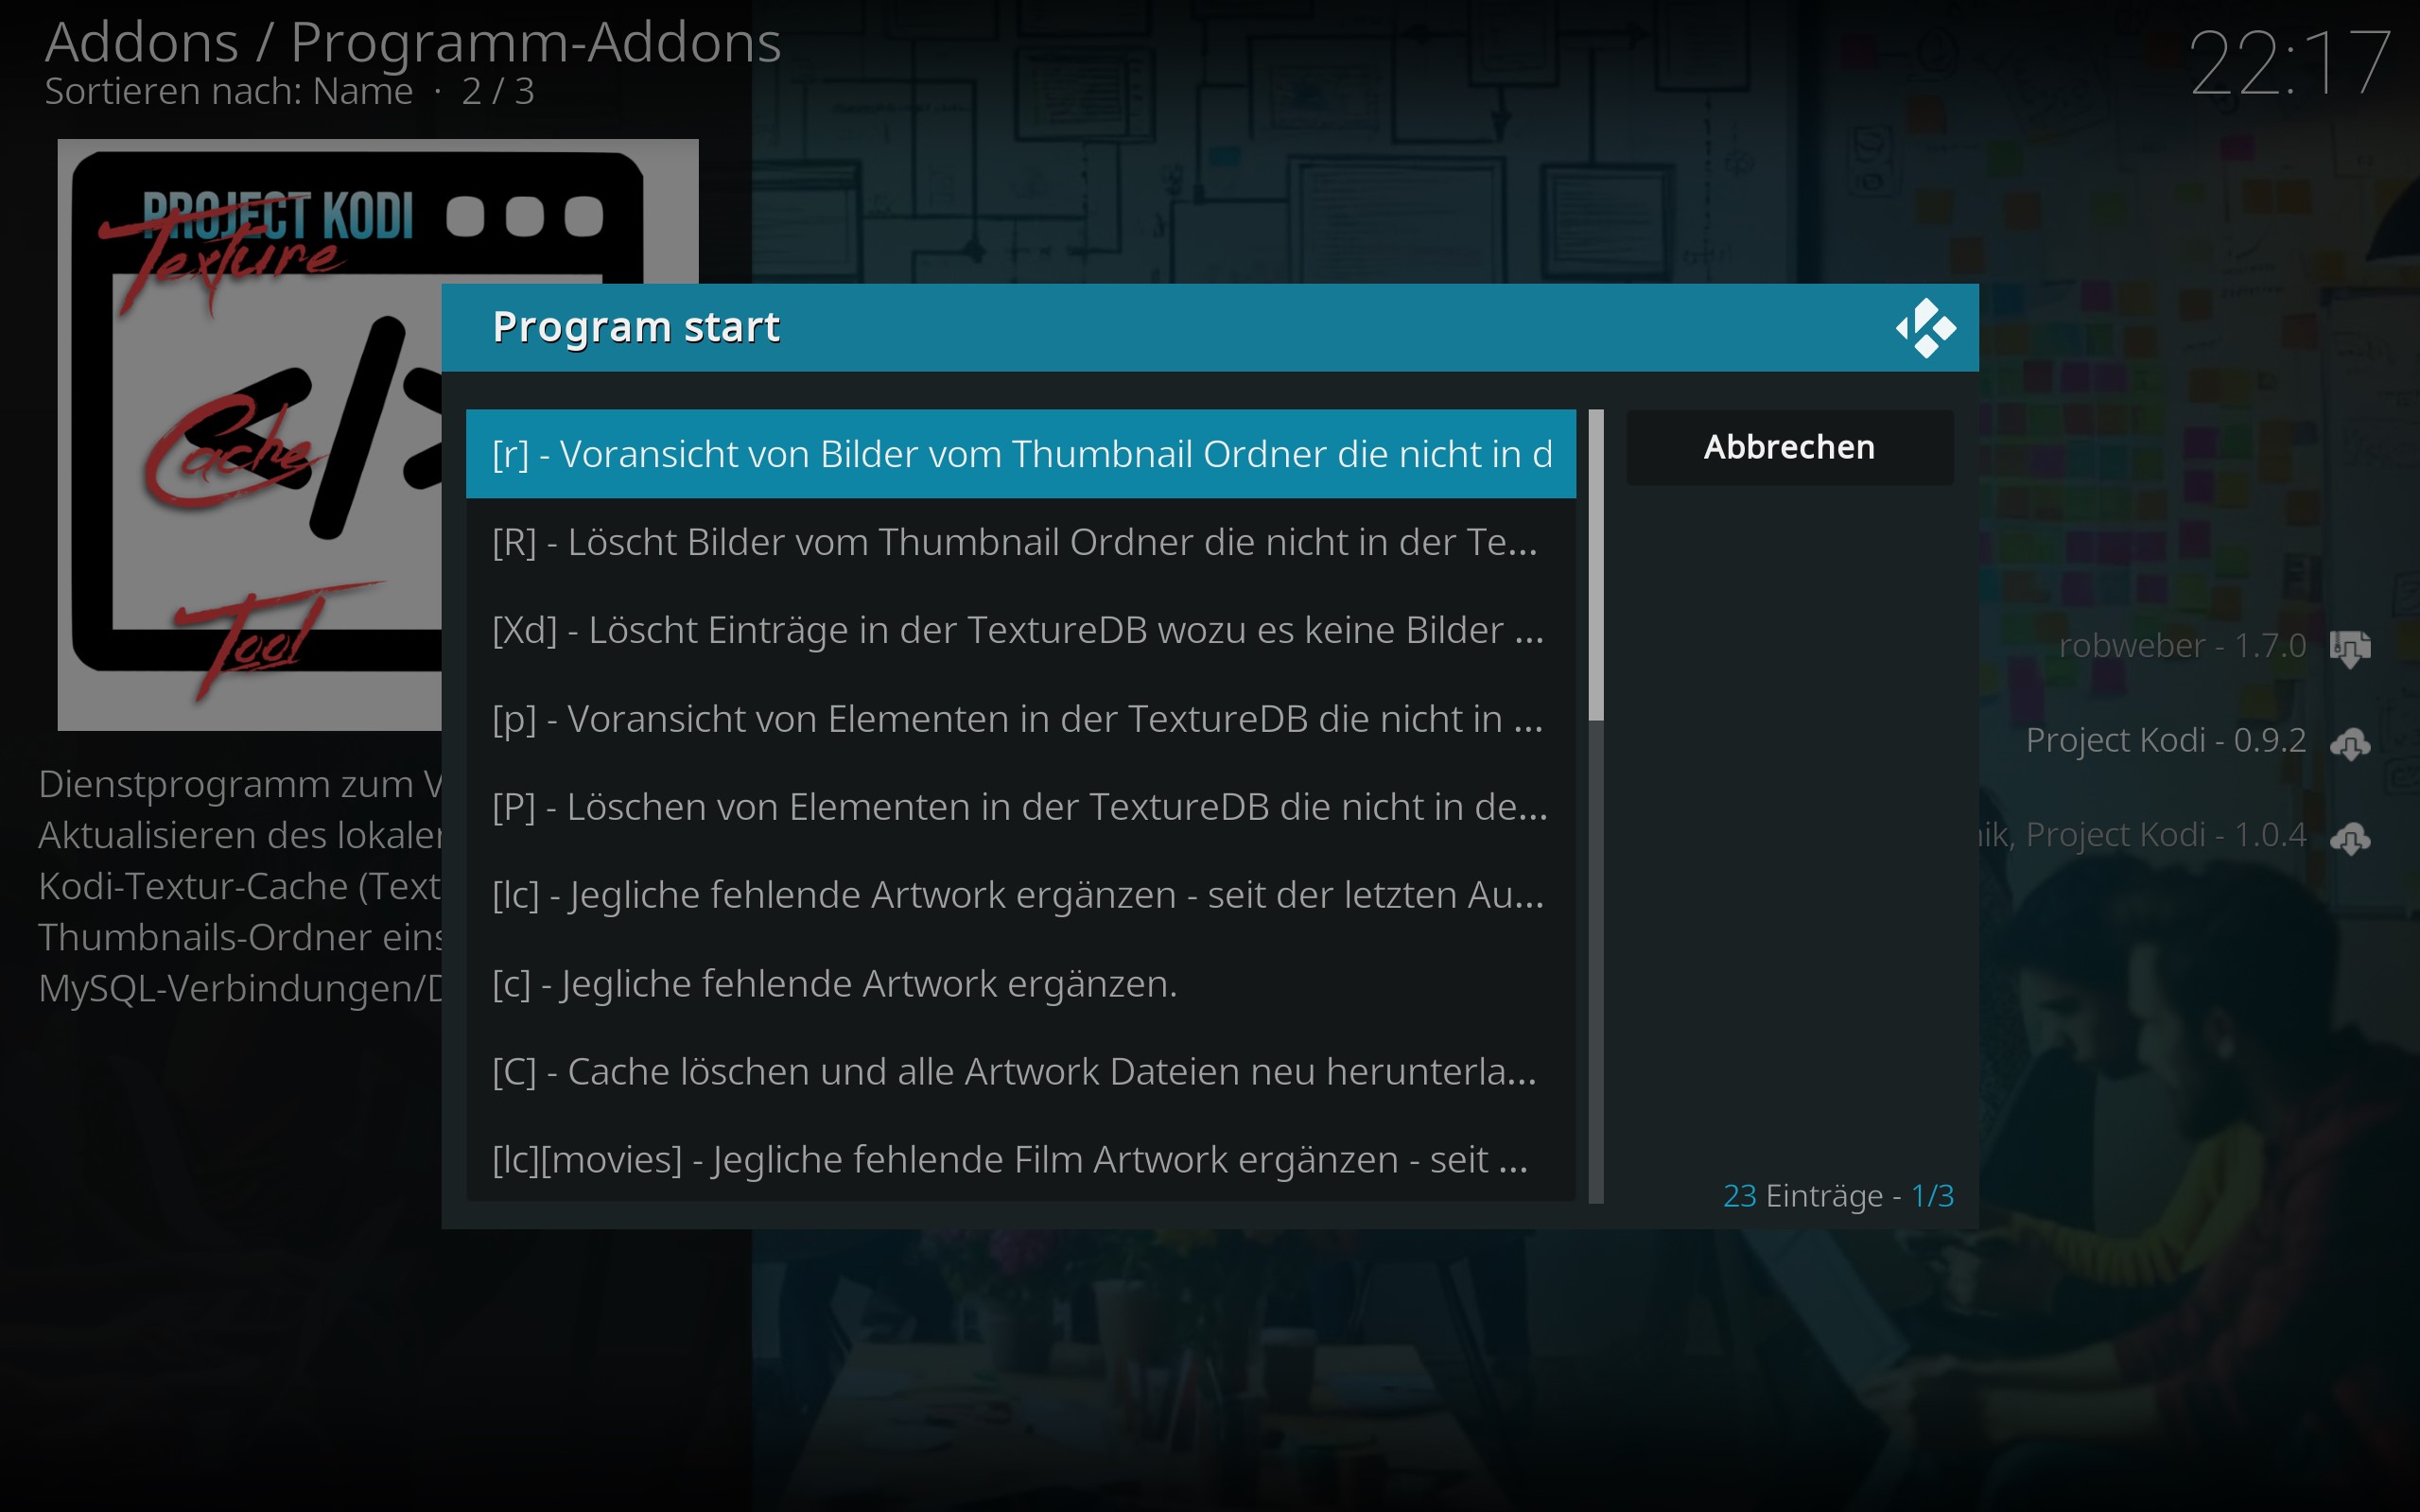 Addons / Programm-Addons
Sortieren nach: Name · 2 / 3
22:17
PROJECT KODI
Texture
Cache
Tool
Program start
[r] - Voransicht von Bilder vom Thumbnail Ordner die nicht in d
[R] - Löscht Bilder vom Thumbnail Ordner die nicht in der Te...
[Xd] - Löscht Einträge in der TextureDB wozu es keine Bilder ...
[p] - Voransicht von Elementen in der TextureDB die nicht in ...
[P] - Löschen von Elementen in der TextureDB die nicht in de...
[lc] - Jegliche fehlende Artwork ergänzen - seit der letzten Au...
[c] - Jegliche fehlende Artwork ergänzen.
[C] - Cache löschen und alle Artwork Dateien neu herunterla...
[lc][movies] - Jegliche fehlende Film Artwork ergänzen - seit ...
Abbrechen
23 Einträge - 1/3
Dienstprogramm zum V
Aktualisieren des lokaler
Kodi-Textur-Cache (Text
Thumbnails-Ordner eins
MySQL-Verbindungen/D
robweber - 1.7.0
Project Kodi - 0.9.2
nik, Project Kodi - 1.0.4